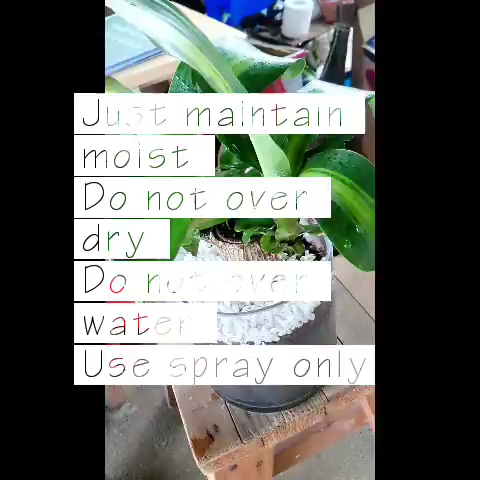 Just maintain
moist
Do not over
dry
Do not over
water
Use spray only